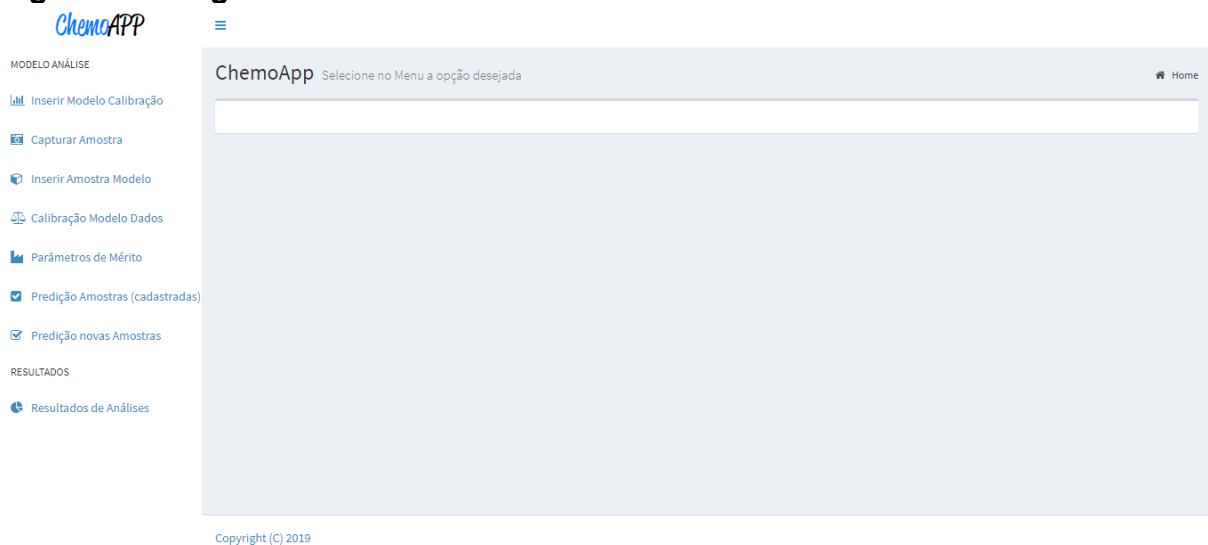 ChemoAPP
MODELO ANÁLISE
Inserir Modelo Calibração
Capturar Amostra
Inserir Amostra Modelo
Calibração Modelo Dados
Parâmetros de Mérito
Predição Amostras (cadastradas)
Predição novas Amostras
RESULTADOS
Resultados de Análises
ChemoApp Selecione no Menu a opção desejada
Home
Copyright (C) 2019